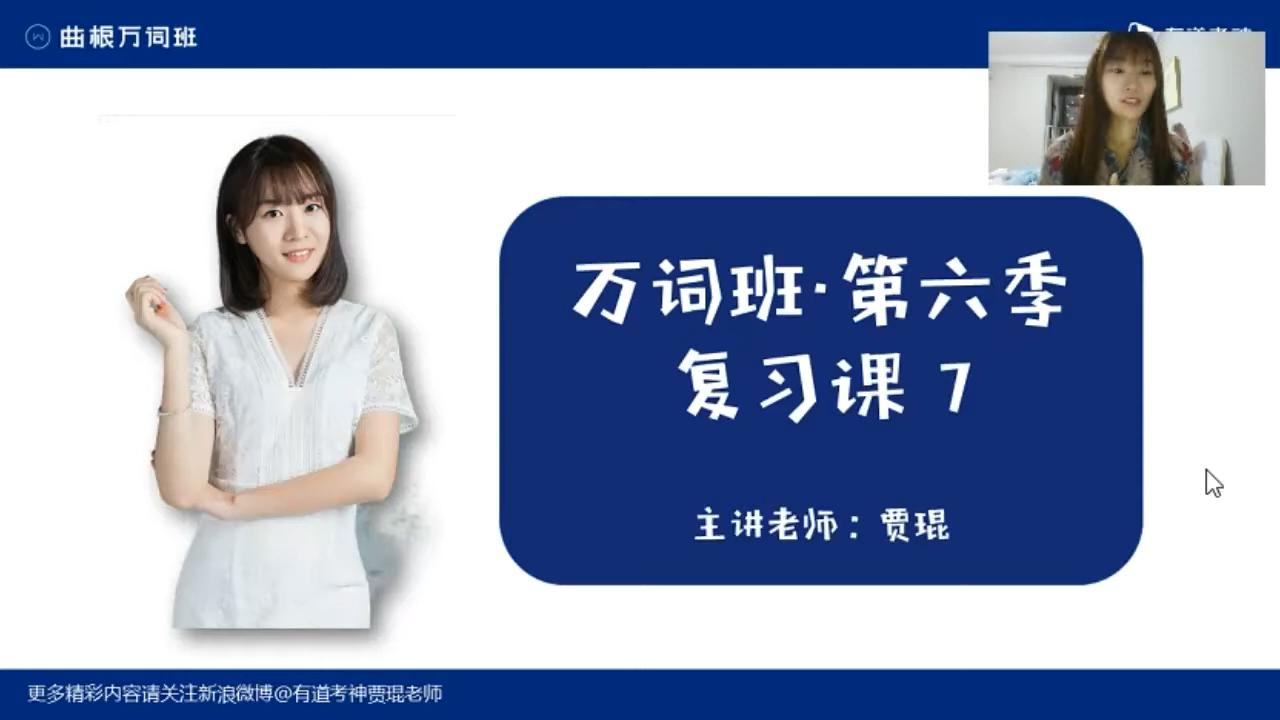 曲根万词班
万词班·第六季
复习课 7
主讲老师：贾琨
更多精彩内容请关注新浪微博@有道考神贾琨老师